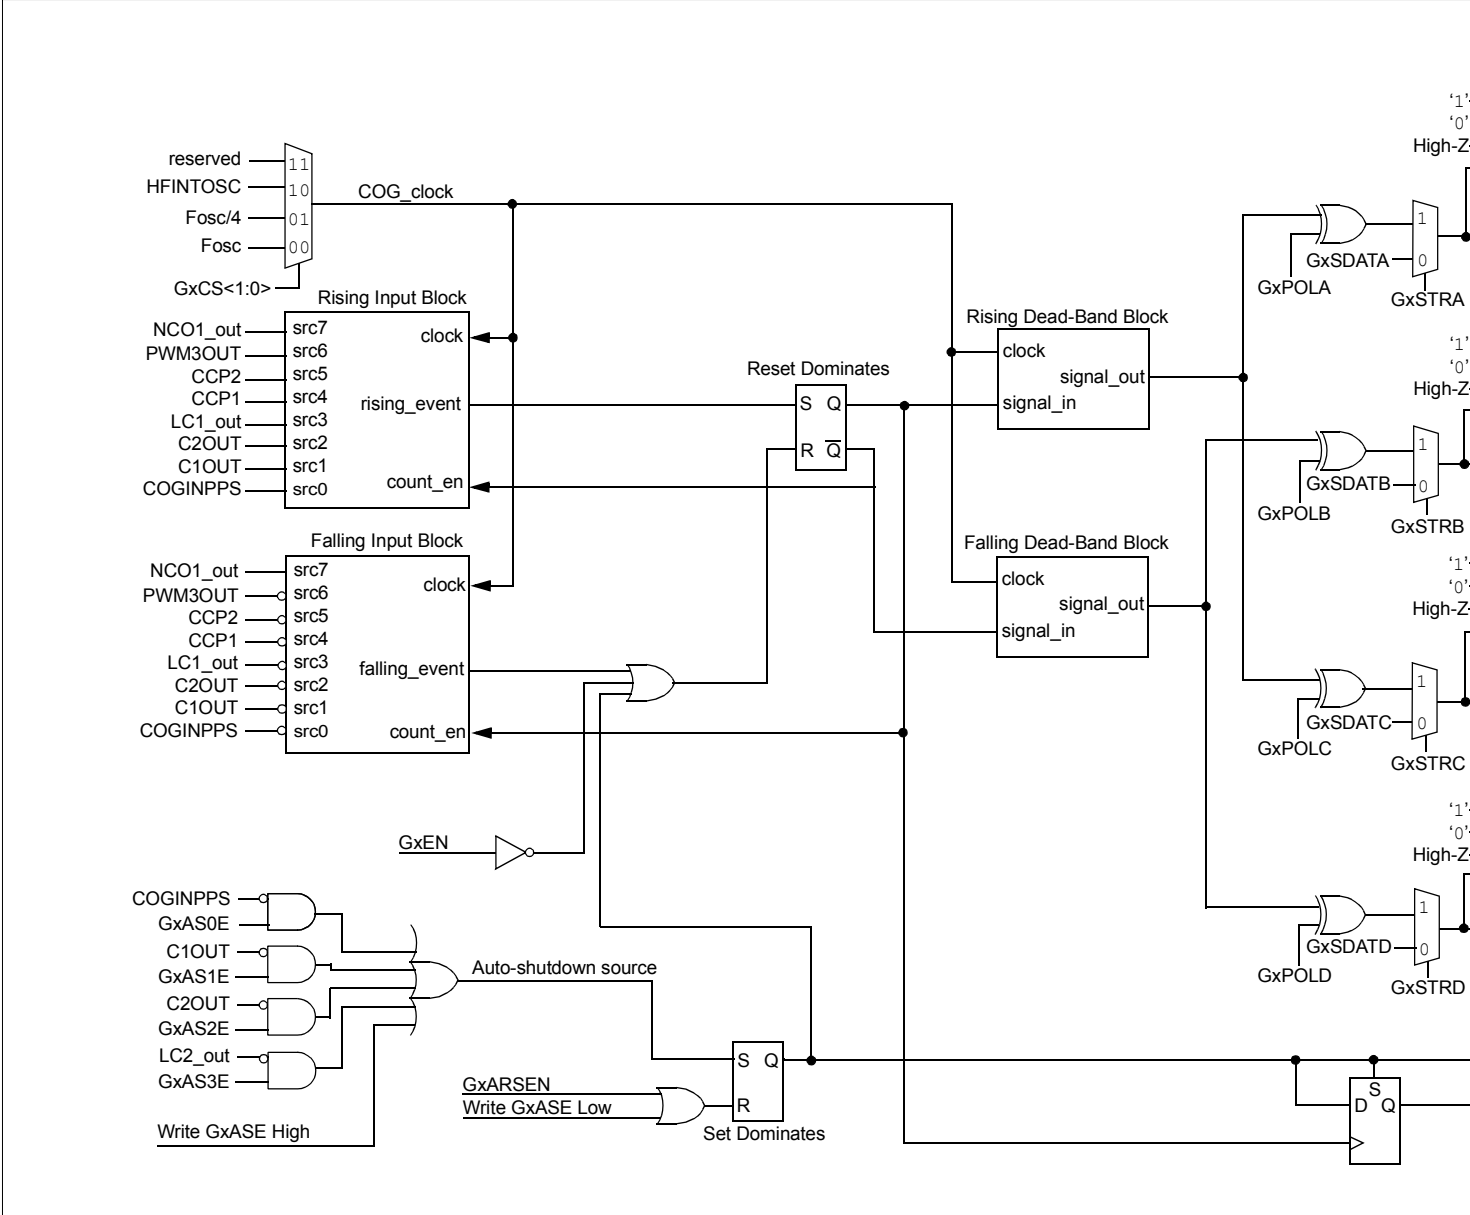 ‘1’
‘0’
High-Z
reserved
11
HFINTOSC
10
Fosc/4
01
Fosc
00
GxCS<1:0>
COG_clock
Rising Input Block
NCO1_out
src7
PWM3OUT
src6
CCP2
src5
CCP1
src4
LC1_out
src3
C2OUT
src2
C1OUT
src1
COGINPPS
src0
clock
rising_event
count_en
Falling Input Block
NCO1_out
src7
PWM3OUT
src6
CCP2
src5
CCP1
src4
LC1_out
src3
C2OUT
src2
C1OUT
src1
COGINPPS
src0
clock
falling_event
count_en
Reset Dominates
S Q
R Q
Rising Dead-Band Block
clock
signal_out
signal_in
Falling Dead-Band Block
clock
signal_out
signal_in
1
GxSDATA
0
GxPOLA
GxSTRA
‘1’
‘0’
High-Z
1
GxSDATB
0
GxPOLB
GxSTRB
‘1’
‘0’
High-Z
1
GxSDATC
0
GxPOLC
GxSTRC
‘1’
‘0’
High-Z
1
GxSDATD
0
GxPOLD
GxSTRD
GxEN
COGINPPS
GxAS0E
C1OUT
GxAS1E
C2OUT
GxAS2E
LC2_out
GxAS3E
Write GxASE High
Auto-shutdown source
GxARSEN
Write GxASE Low
S Q
R
Set Dominates
S
D Q